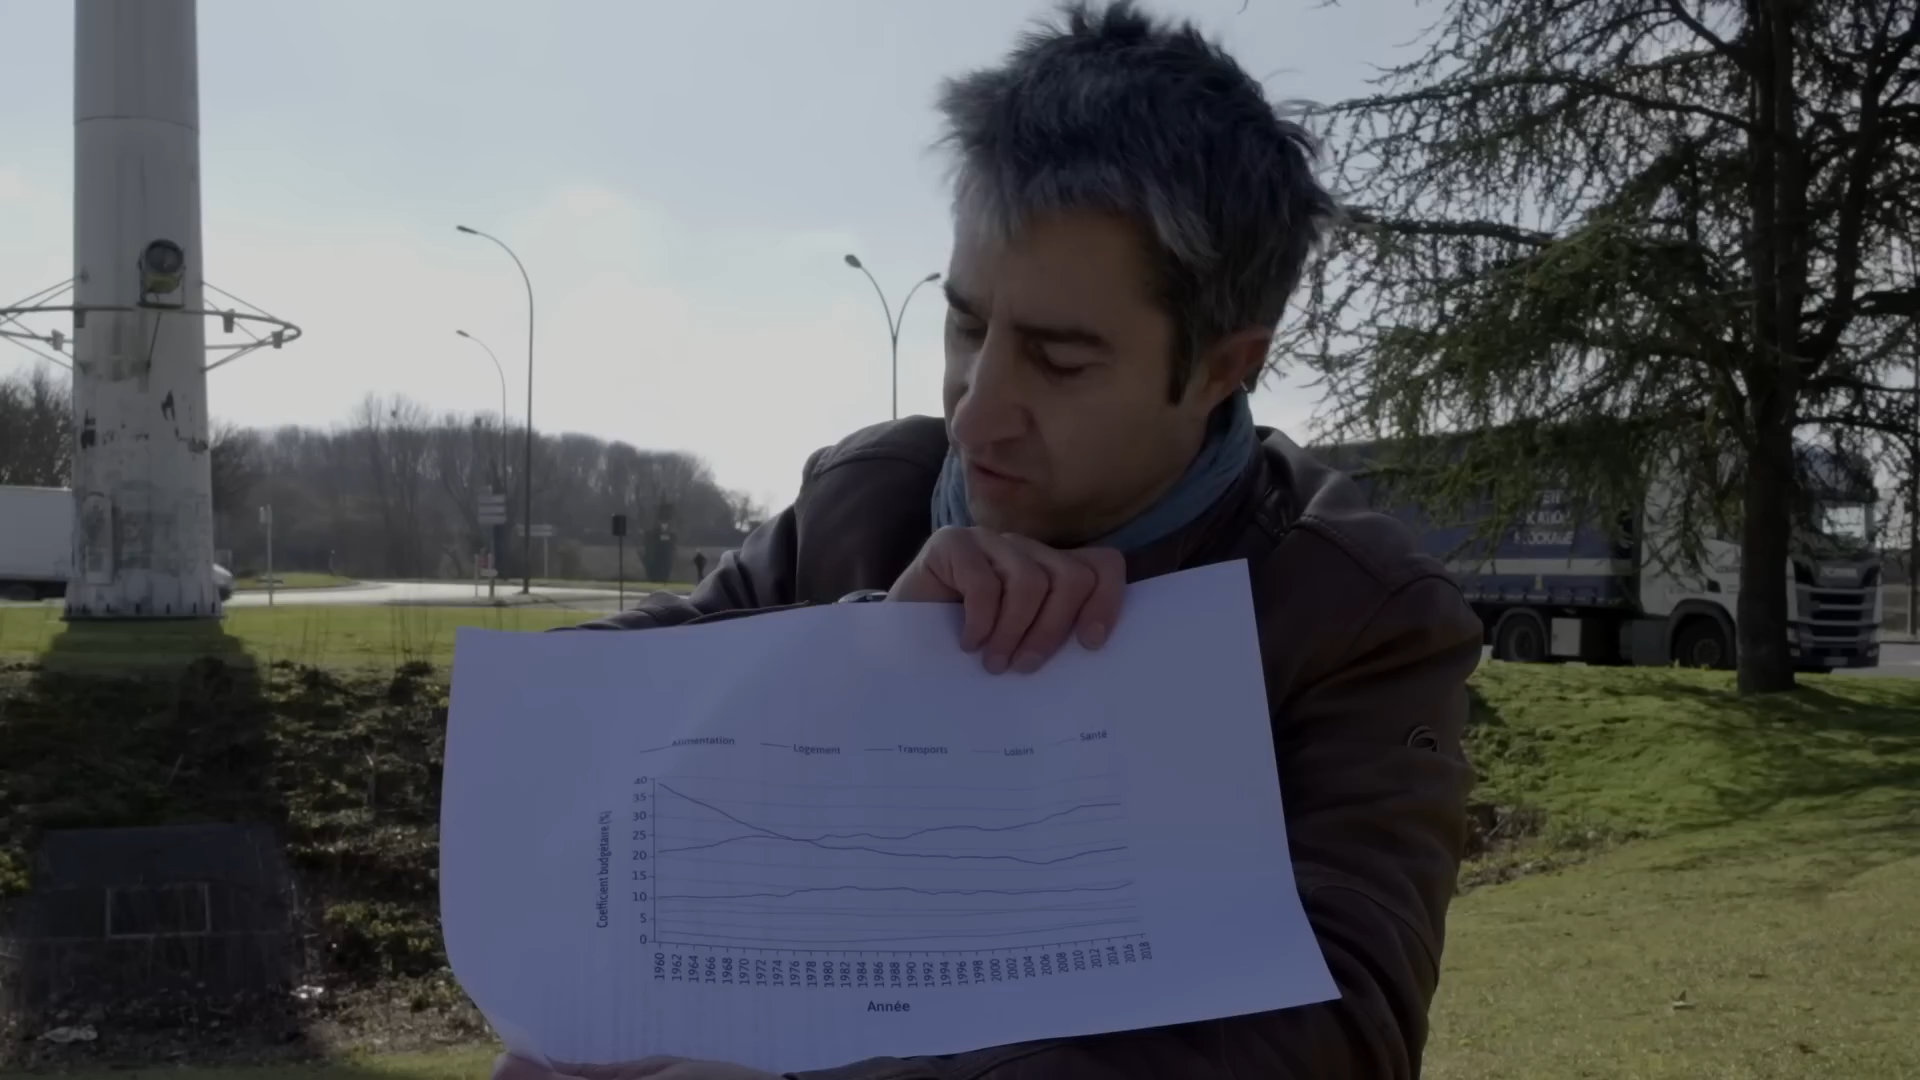 Alimentation Logement Transports Loisirs Santé
Coefficient budgétaire (%)
40
35
30
25
20
15
10
5
0
1960 1962 1964 1966 1968 1970 1972 1974 1976 1978 1980 1982 1984 1986 1988 1990 1992 1994 1996 1998 2000 2002 2004 2006 2008 2010 2012 2014 2016 2018
Année